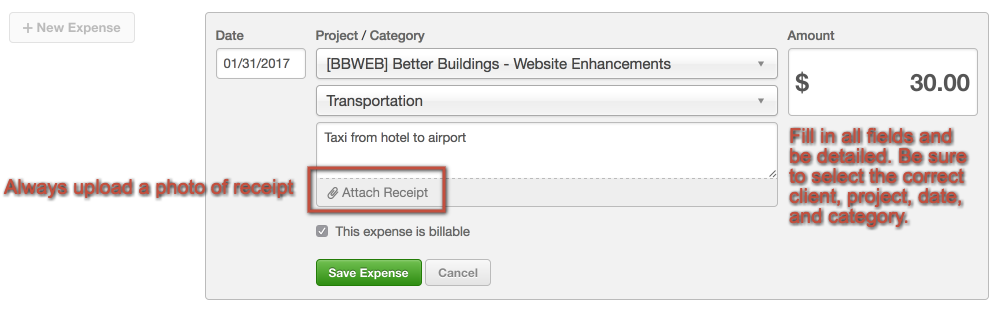 + New Expense
Date
Project / Category
Amount
01/31/2017
[BBWEB] Better Buildings - Website Enhancements
$ 30.00
Transportation
Taxi from hotel to airport
Fill in all fields and
be detailed. Be sure
to select the correct
client, project, date,
and category.
Always upload a photo of receipt
Attach Receipt
This expense is billable
Save Expense
Cancel